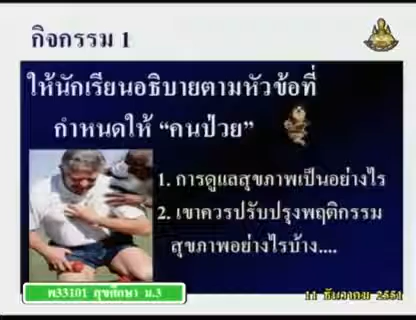 กิจกรรม 1
ให้นักเรียนอธิบายตามหัวข้อที่
กำหนดให้ “คนป่วย”
1. การดูแลสุขภาพเป็นอย่างไร
2. เขาควรปรับปรุงพฤติกรรม
สุขภาพอย่างไรบ้าง....
พ33101 สุขศึกษา ม.3
11 ธันวาคม 2551